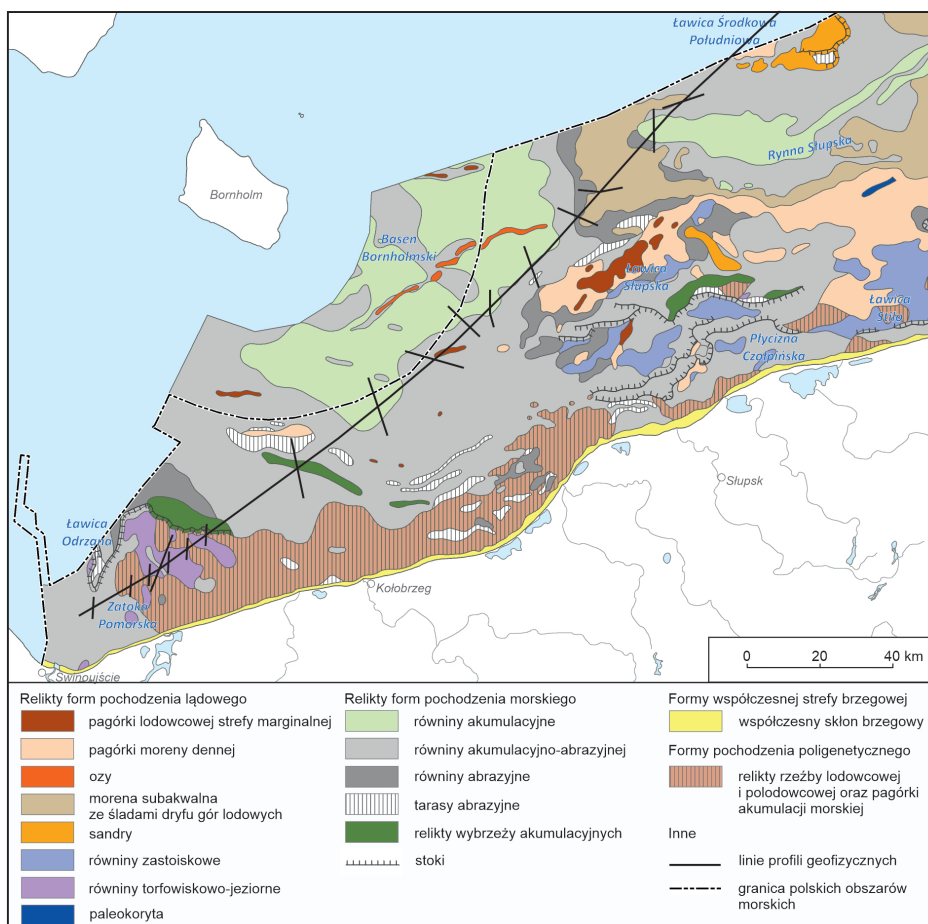 Ławica Środkowa
Południowa
Rynna Słupska
Bornholm
Basen
Bornholmski
Ławica
Słupska
Ławica
Stilo
Płycizna
Czołpińska
Słupsk
Ławica
Odrzana
Kołobrzeg
Zatoka
Pomorska
Świnoujście
0 20 40 km
Relikty form pochodzenia lądowego
pagórki lodowcowej strefy marginalnej
pagórki moreny dennej
ozy
morena subakwalna
ze śladami dryfu gór lodowych
sandry
równiny zastoiskowe
równiny torfowiskowo-jeziorne
paleokoryta
Relikty form pochodzenia morskiego
równiny akumulacyjne
równiny akumulacyjno-abrazyjnej
równiny abrazyjne
tarasy abrazyjne
relikty wybrzeży akumulacyjnych
stoki
Formy współczesnej strefy brzegowej
współczesny skłon brzegowy
Formy pochodzenia poligenetycznego
relikty rzeźby lodowcowej
i polodowcowej oraz pagórki
akumulacji morskiej
Inne
linie profili geofizycznych
granica polskich obszarów
morskich